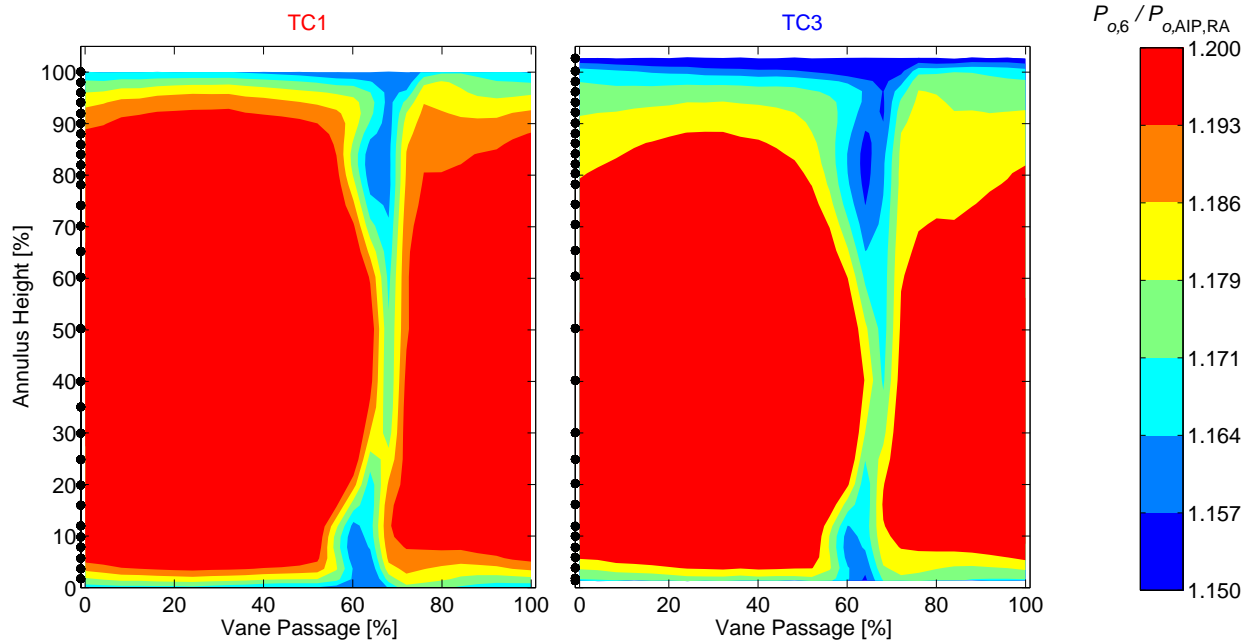 TC1
TC3
P_{o,6} / P_{o,AIP,RA}
Annulus Height [%]
100
90
80
70
60
50
40
30
20
10
0
0 20 40 60 80 100
Vane Passage [%]
0 20 40 60 80 100
Vane Passage [%]
1.200
1.193
1.186
1.179
1.171
1.164
1.157
1.150